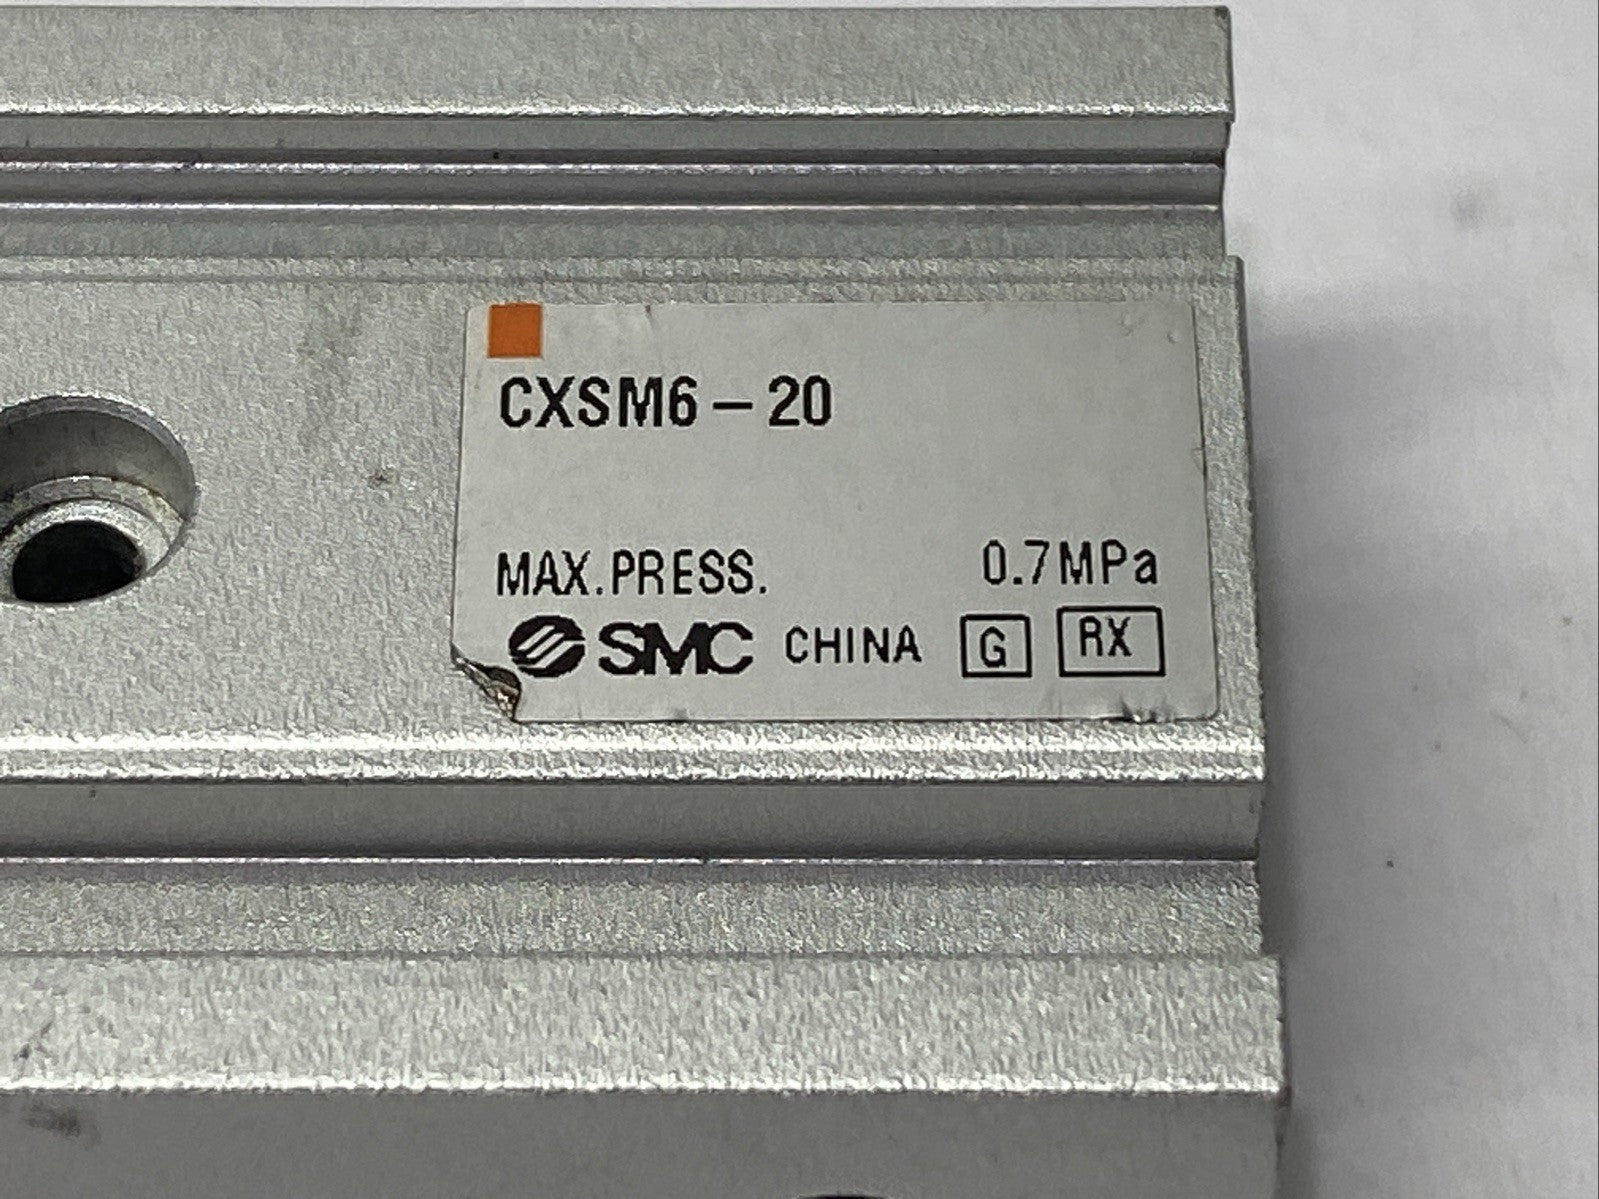 CXSM6-20
MAX.PRESS. 0.7MPa
SMC CHINA G RX